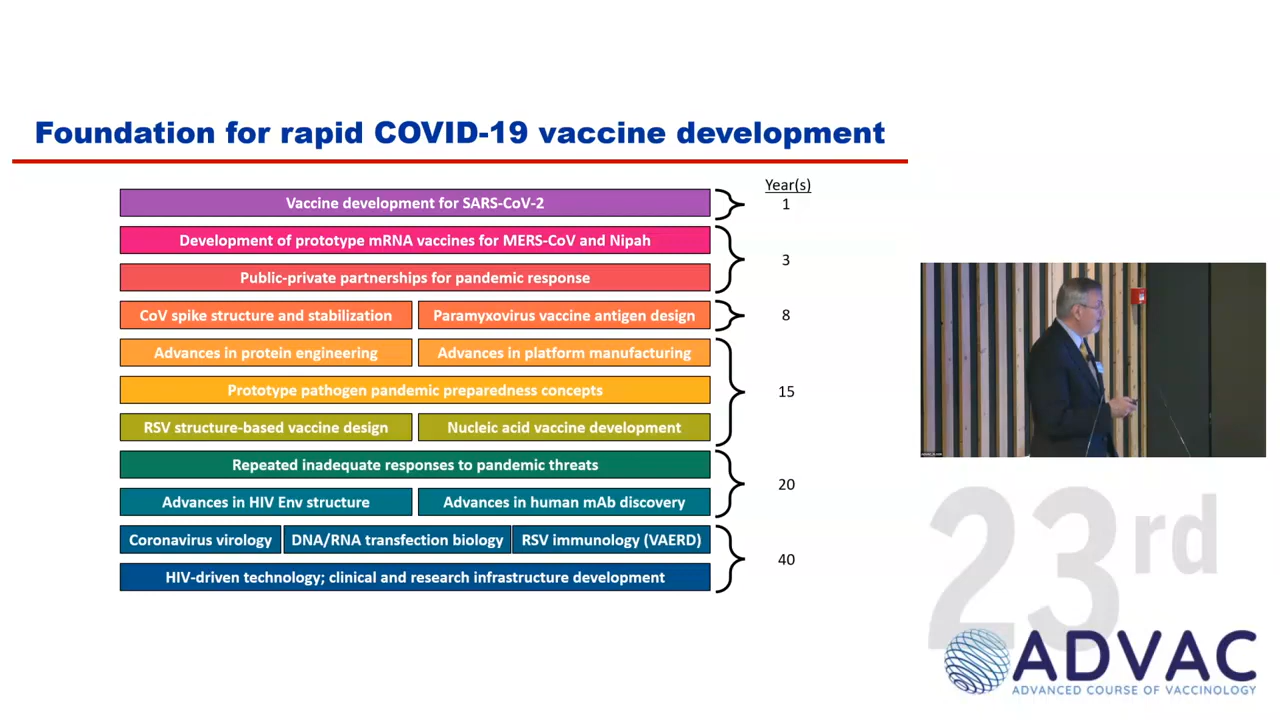 Foundation for rapid COVID-19 vaccine development
Year(s)
Vaccine development for SARS-CoV-2
1
Development of prototype mRNA vaccines for MERS-CoV and Nipah
Public-private partnerships for pandemic response
3
CoV spike structure and stabilization
Paramyxovirus vaccine antigen design
8
Advances in protein engineering
Advances in platform manufacturing
Prototype pathogen pandemic preparedness concepts
RSV structure-based vaccine design
Nucleic acid vaccine development
15
Repeated inadequate responses to pandemic threats
Advances in HIV Env structure
Advances in human mAb discovery
20
Coronavirus virology
DNA/RNA transfection biology
RSV immunology (VAERD)
HIV-driven technology; clinical and research infrastructure development
40
23rd
ADVAC
ADVANCED COURSE OF VACCINOLOGY